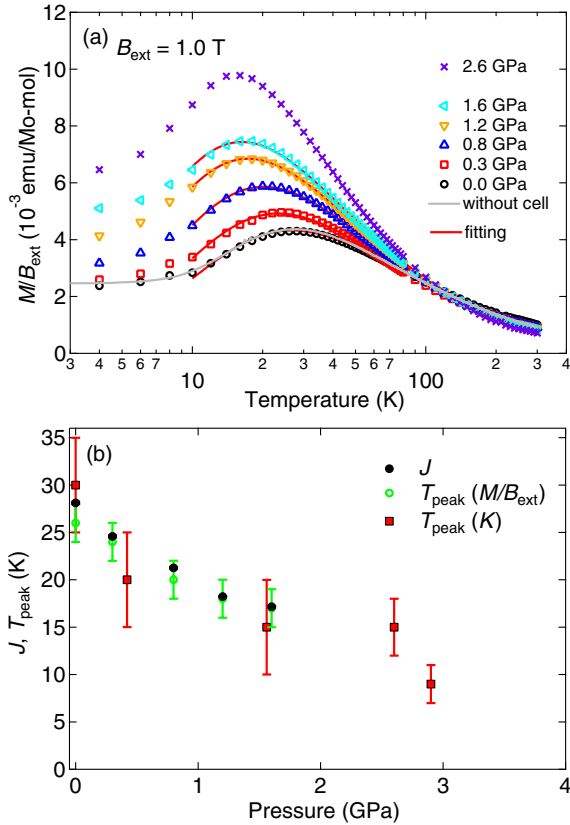 (a)
B_ext = 1.0 T
12
10
8
6
4
2
0
M/B_ext (10^-3 emu/Mo-mol)
2.6 GPa
1.6 GPa
1.2 GPa
0.8 GPa
0.3 GPa
0.0 GPa
without cell
fitting
3 4 5 6 7 10 2 3 4 5 6 7 100 2 3 4
Temperature (K)
(b)
35
30
25
20
15
10
5
0
J, T_peak (K)
J
T_peak (M/B_ext)
T_peak (K)
0 1 2 3 4
Pressure (GPa)